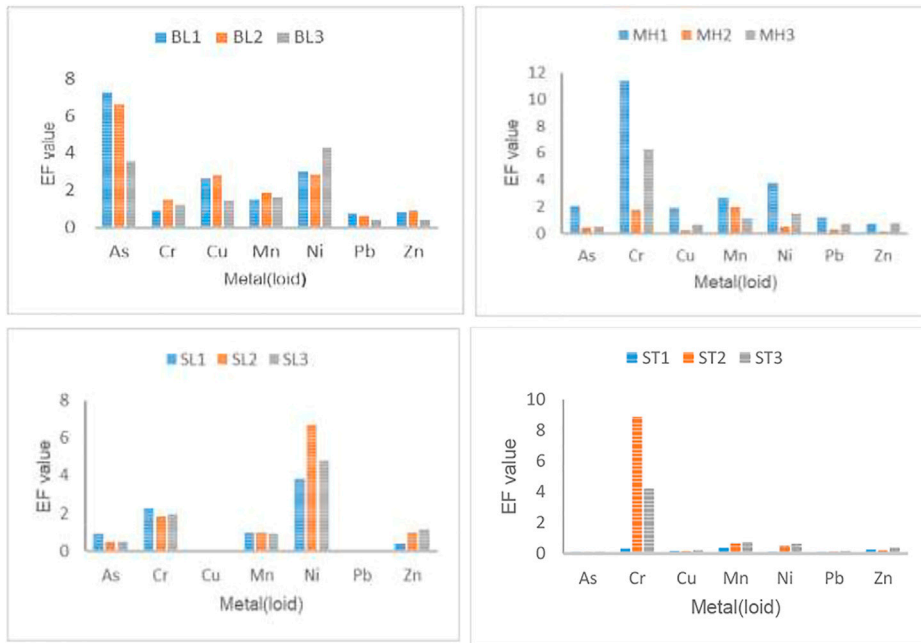 BL1 BL2 BL3
8
6
4
2
0
EF value
As Cr Cu Mn Ni Pb Zn
Metal(loid)
MH1 MH2 MH3
12
10
8
6
4
2
0
EF value
As Cr Cu Mn Ni Pb Zn
Metal(loid)
SL1 SL2 SL3
8
6
4
2
0
EF value
As Cr Cu Mn Ni Pb Zn
Metal(loid)
ST1 ST2 ST3
10
8
6
4
2
0
EF value
As Cr Cu Mn Ni Pb Zn
Metal(loid)